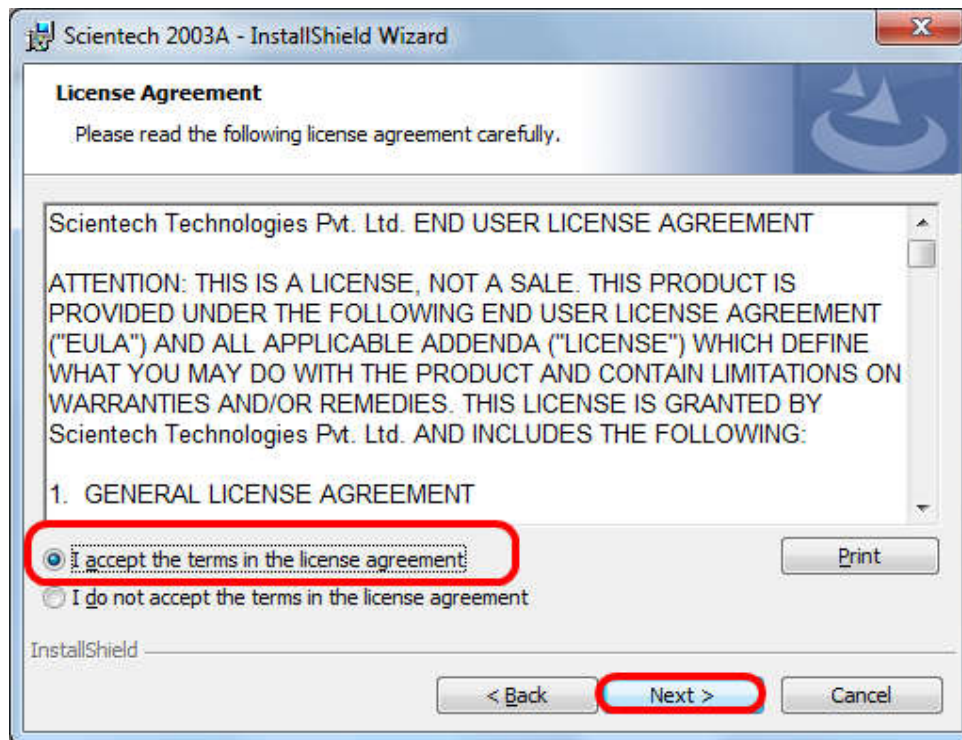 Scientech 2003A - InstallShield Wizard
License Agreement
Please read the following license agreement carefully.
Scientech Technologies Pvt. Ltd. END USER LICENSE AGREEMENT
ATTENTION: THIS IS A LICENSE, NOT A SALE. THIS PRODUCT IS
PROVIDED UNDER THE FOLLOWING END USER LICENSE AGREEMENT
("EULA") AND ALL APPLICABLE ADDENDA ("LICENSE") WHICH DEFINE
WHAT YOU MAY DO WITH THE PRODUCT AND CONTAIN LIMITATIONS ON
WARRANTIES AND/OR REMEDIES. THIS LICENSE IS GRANTED BY
Scientech Technologies Pvt. Ltd. AND INCLUDES THE FOLLOWING:
1. GENERAL LICENSE AGREEMENT
I accept the terms in the license agreement
Print
I do not accept the terms in the license agreement
InstallShield
< Back
Next >
Cancel